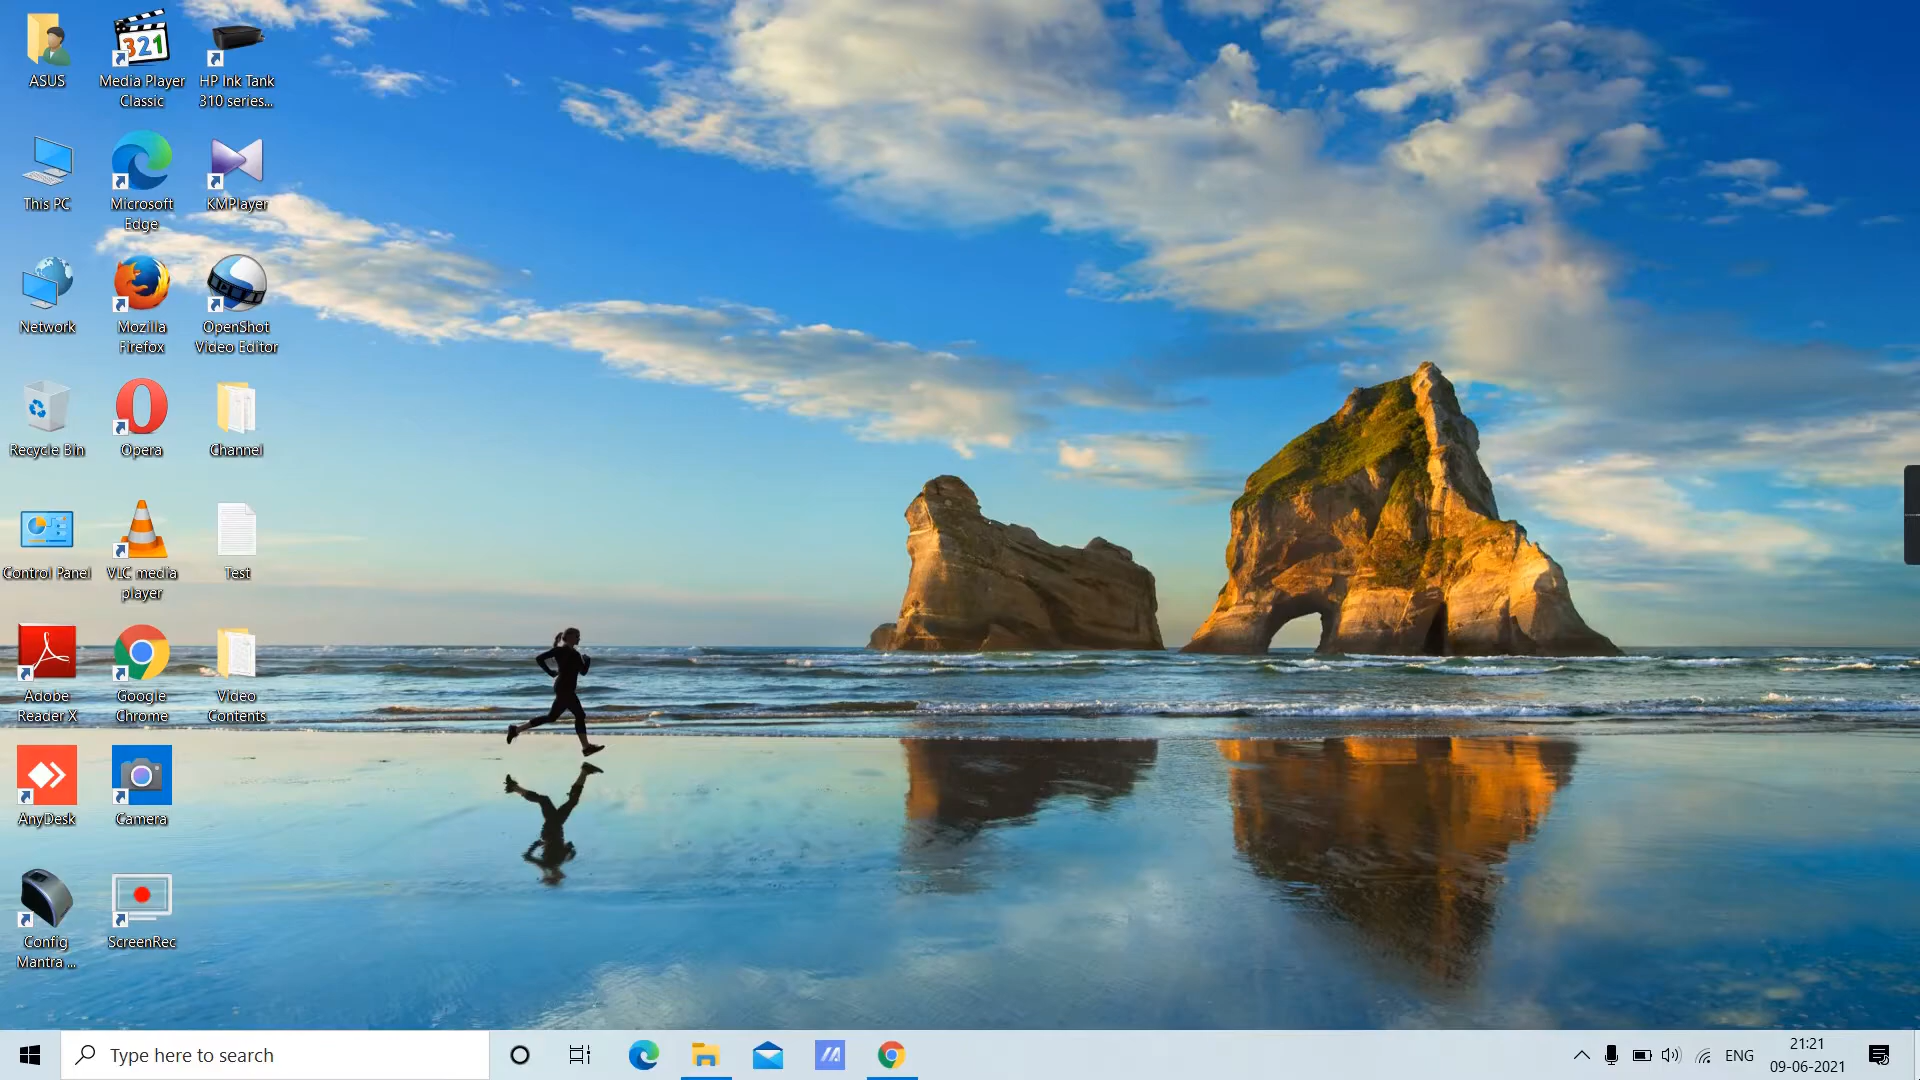 ASUS
Media Player
Classic
321
HP Ink Tank
310 series...
This PC
Microsoft
Edge
KMPlayer
Network
Mozilla
Firefox
OpenShot
Video Editor
Recycle Bin
Opera
Channel
Control Panel
VLC media
player
Test
Adobe
Reader X
Google
Chrome
Video
Contents
AnyDesk
Camera
Config
Mantra ...
ScreenRec
Type here to search
ENG
21:21
09-06-2021